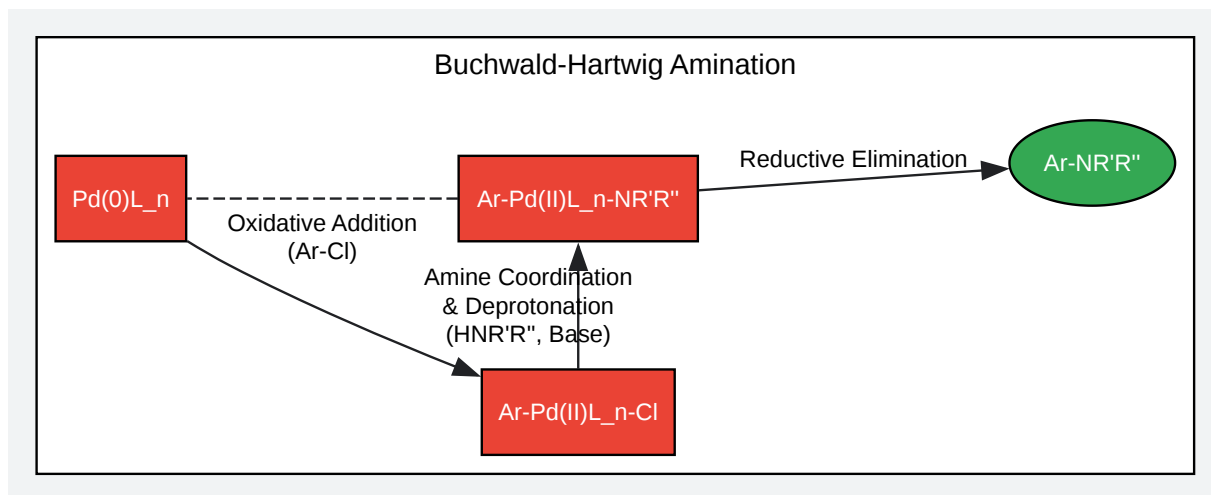 Buchwald-Hartwig Amination
Pd(0)L_n
Oxidative Addition
(Ar-Cl)
Ar-Pd(II)L_n-NR'R"
Reductive Elimination
Ar-NR'R"
Amine Coordination
& Deprotonation
(HNR'R", Base)
Ar-Pd(II)L_n-Cl